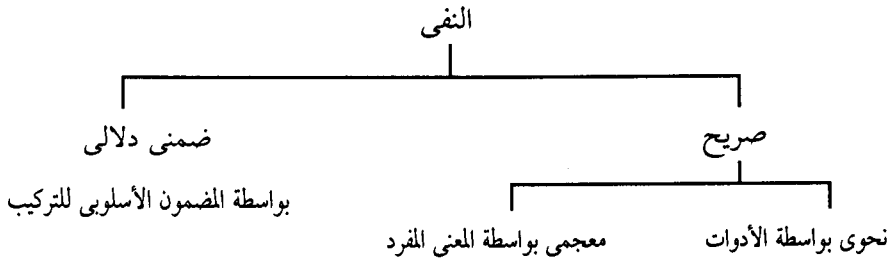 النفى
صريح
ضمنى دلالى
بواسطة المضمون الأسلوبى للتركيب
نحوى بواسطة الأدوات
معجمى بواسطة المعنى المفرد